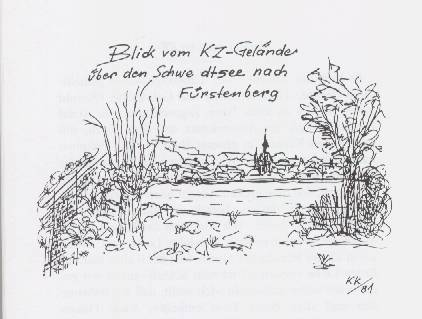 Blick vom KZ-Gelände
über den Schwedtsee nach
Fürstenberg
KK/81